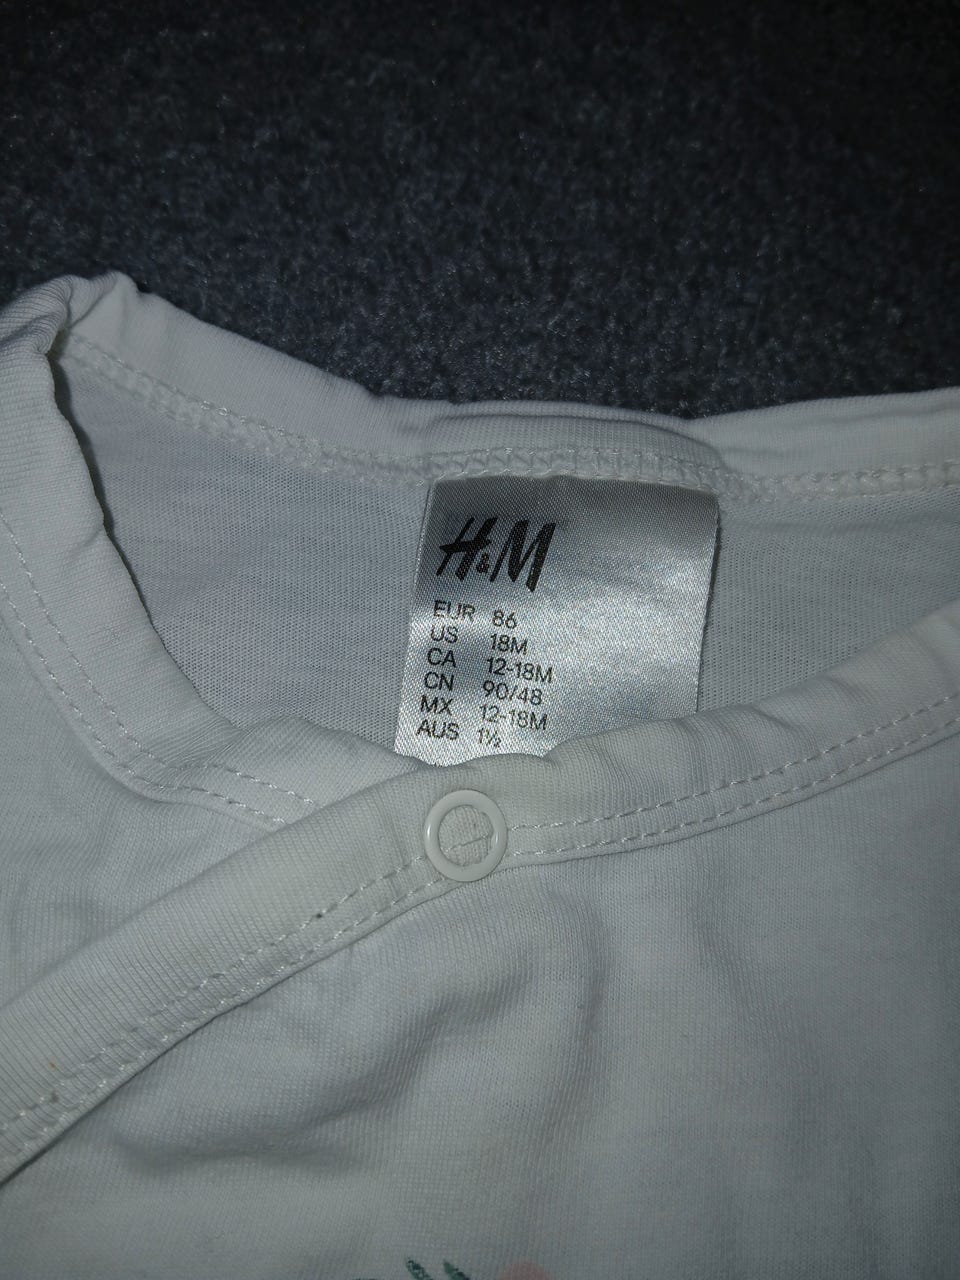 H&M
EUR 86
US 18M
CA 12-18M
CN 90/48
MX 12-18M
AUS 1½